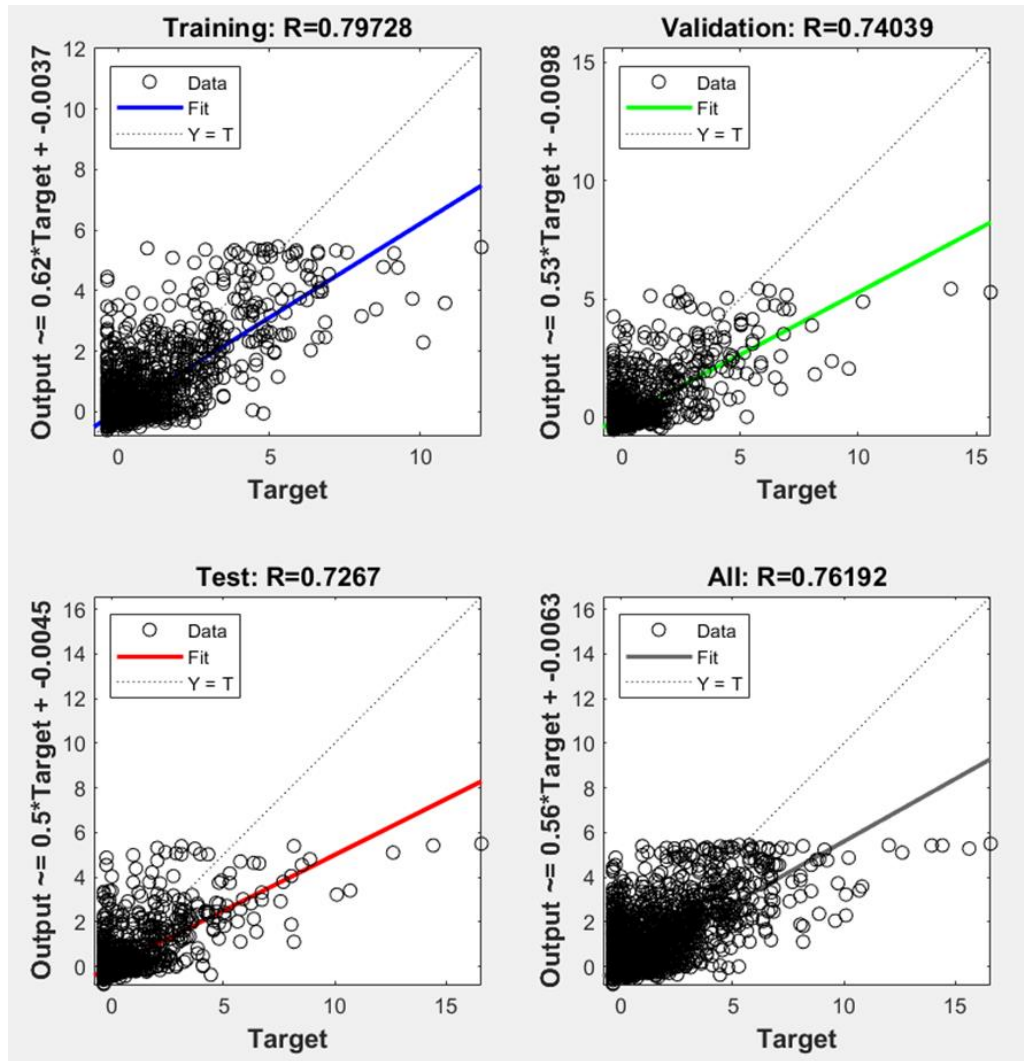 Training: R=0.79728
Output ~= 0.62*Target + -0.0037
12
10
8
6
4
2
0
Data
Fit
Y = T
0
5
10
Target
Validation: R=0.74039
Output ~= 0.53*Target + -0.0098
15
10
5
0
Data
Fit
Y = T
0
5
10
15
Target
Test: R=0.7267
Output ~= 0.5*Target + -0.0045
16
14
12
10
8
6
4
2
0
Data
Fit
Y = T
0
5
10
15
Target
All: R=0.76192
Output ~= 0.56*Target + -0.0063
16
14
12
10
8
6
4
2
0
Data
Fit
Y = T
0
5
10
15
Target